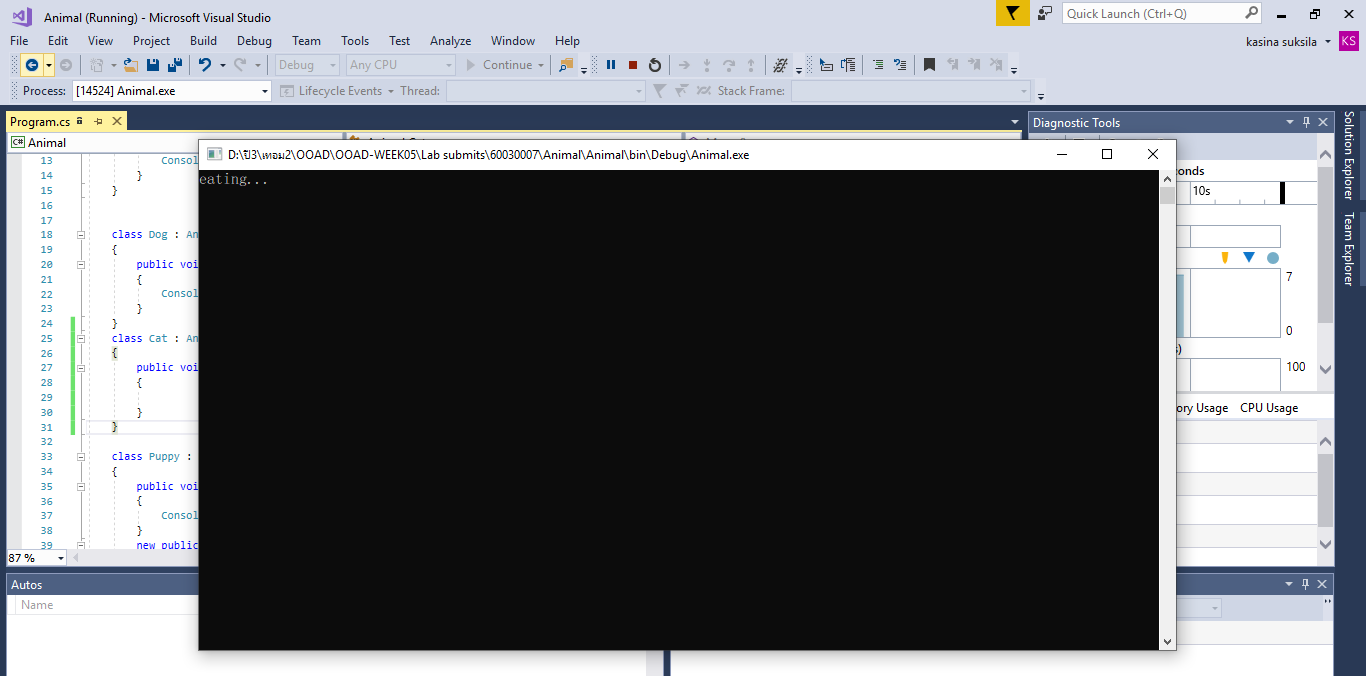 Animal (Running) - Microsoft Visual Studio
Quick Launch (Ctrl+Q)
File Edit View Project Build Debug Team Tools Test Analyze Window Help
kasina suksila KS
Debug Any CPU Continue
Process: [14524] Animal.exe Lifecycle Events Thread: Stack Frame:
Program.cs
C# Animal
13 Consol
14 }
15 }
16
17
18 class Dog : An
19 {
20 public voi
21 {
22 Consol
23 }
24 }
25 class Cat : An
26 {
27 public voi
28 {
29
30 }
31 }
32
33 class Puppy :
34 {
35 public voi
36 {
37 Consol
38 }
39 new public
87 %
D:\ปี3\เทอม2\OOAD\OOAD-WEEK05\Lab submits\60030007\Animal\Animal\bin\Debug\Animal.exe
eating...
Diagnostic Tools
conds
10s
7
0
s)
100
ory Usage CPU Usage
Solution Explorer
Team Explorer
Autos
Name